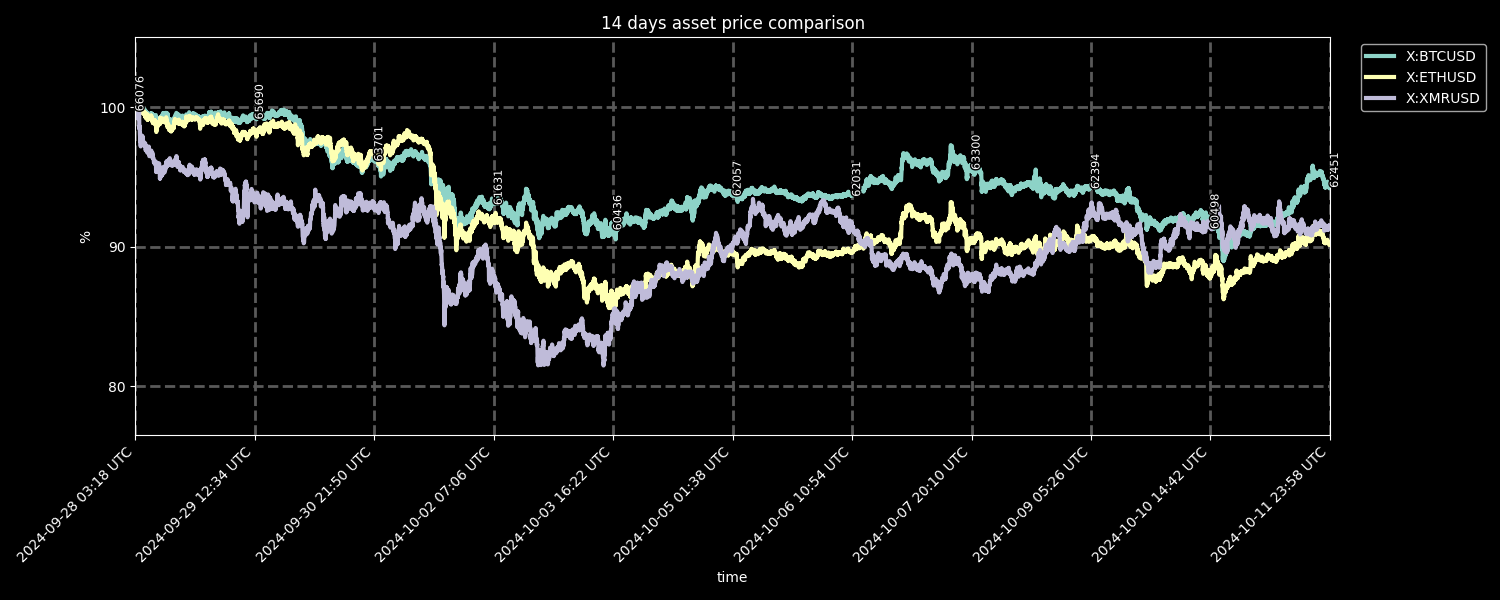 14 days asset price comparison
X:BTCUSD
X:ETHUSD
X:XMRUSD
66076
65690
63701
61631
60436
62057
62031
63300
62394
60498
62451
100
90
80
%
2024-09-28 03:18 UTC
2024-09-29 12:34 UTC
2024-09-30 21:50 UTC
2024-10-02 07:06 UTC
2024-10-03 16:22 UTC
2024-10-05 01:38 UTC
2024-10-06 10:54 UTC
2024-10-07 20:10 UTC
2024-10-09 05:26 UTC
2024-10-10 14:42 UTC
2024-10-11 23:58 UTC
time